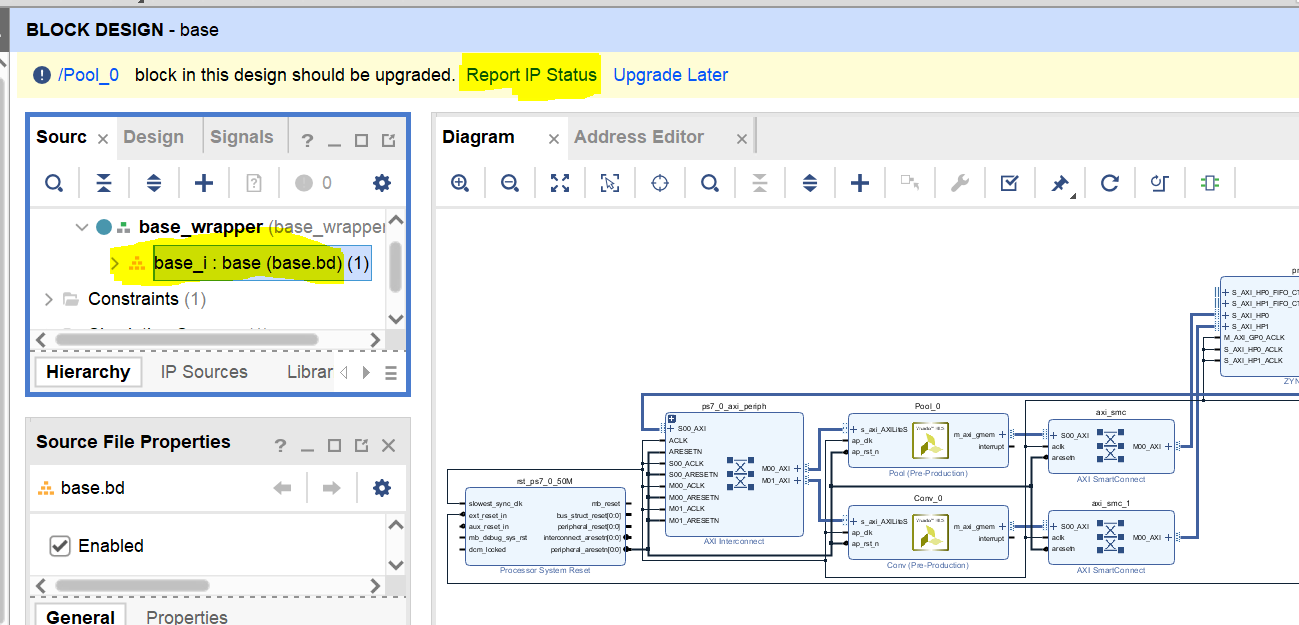 BLOCK DESIGN - base
/Pool_0 block in this design should be upgraded. Report IP Status Upgrade Later
Sourc Design Signals
0
base_wrapper (base_wrapper
base_i : base (base.bd) (1)
Constraints (1)
Hierarchy IP Sources Librar
Source File Properties
base.bd
Enabled
General Properties
Diagram Address Editor
rst_ps7_0_50M
slowest_sync_clk mb_reset
ext_reset_in bus_struct_reset[0:0]
aux_reset_in peripheral_reset[0:0]
mb_debug_sys_rst interconnect_aresetn[0:0]
dcm_locked peripheral_aresetn[0:0]
Processor System Reset
ps7_0_axi_periph
S00_AXI
ACLK
ARESETN
S00_ACLK
S00_ARESETN
M00_ACLK M00_AXI
M00_ARESETN M01_AXI
M01_ACLK
M01_ARESETN
AXI Interconnect
Pool_0
s_axi_AXILiteS m_axi_gmem
ap_clk interrupt
ap_rst_n
Pool (Pre-Production)
Conv_0
s_axi_AXILiteS m_axi_gmem
ap_clk interrupt
ap_rst_n
Conv (Pre-Production)
axi_smc
S00_AXI
aclk M00_AXI
aresetn
AXI SmartConnect
axi_smc_1
S00_AXI
aclk M00_AXI
aresetn
AXI SmartConnect
pr
S_AXI_HP0_FIFO_CT
S_AXI_HP1_FIFO_CT
S_AXI_HP0
S_AXI_HP1
M_AXI_GP0_ACLK
S_AXI_HP0_ACLK
S_AXI_HP1_ACLK
ZYN